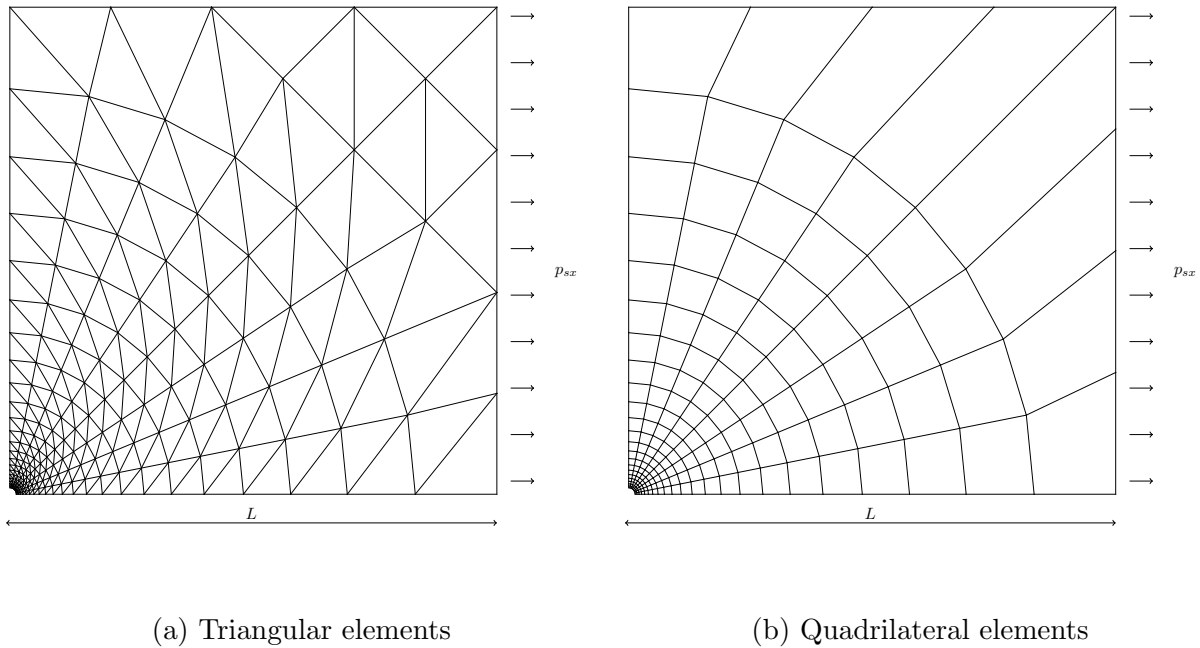 p_{sx}
p_{sx}
L
L
(a) Triangular elements
(b) Quadrilateral elements